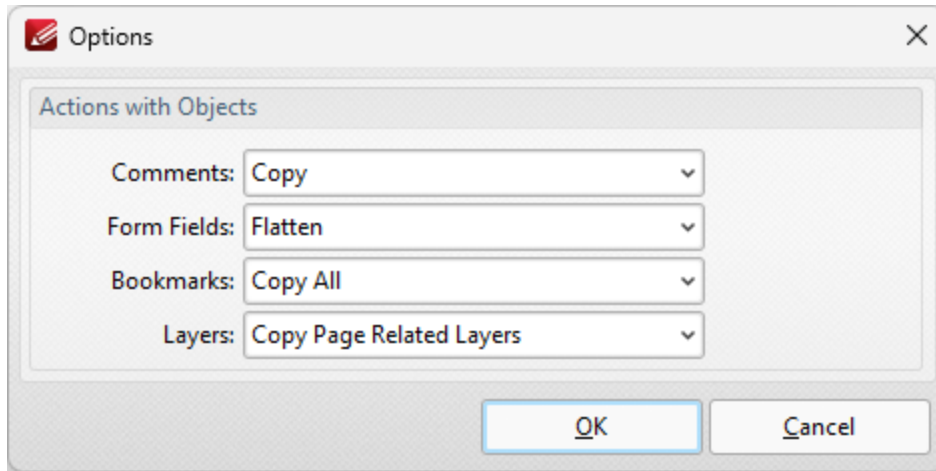 Options
Actions with Objects
Comments: Copy
Form Fields: Flatten
Bookmarks: Copy All
Layers: Copy Page Related Layers
OK Cancel